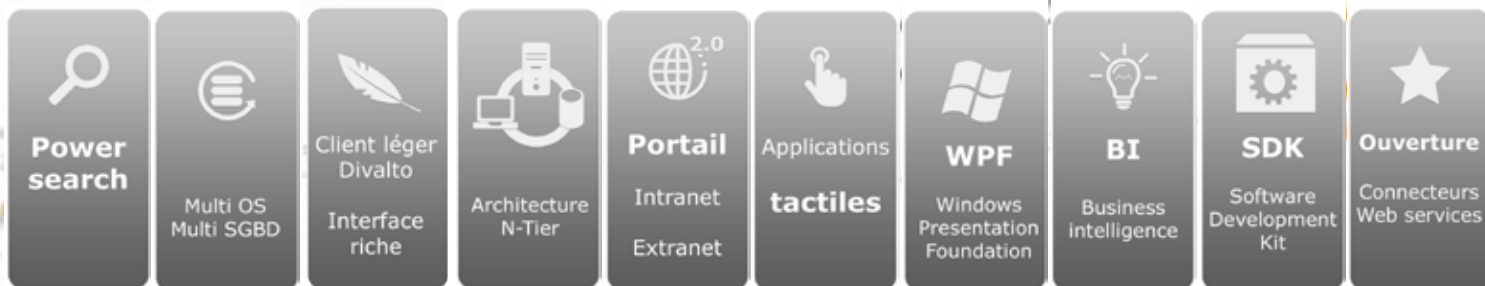 Power
search
Multi OS
Multi SGBD
Client léger
Divalto
Interface
riche
Architecture
N-Tier
2.0
Portail
Intranet
Extranet
Applications
tactiles
WPF
Windows
Presentation
Foundation
BI
Business
intelligence
SDK
Software
Development
Kit
Ouverture
Connecteurs
Web services